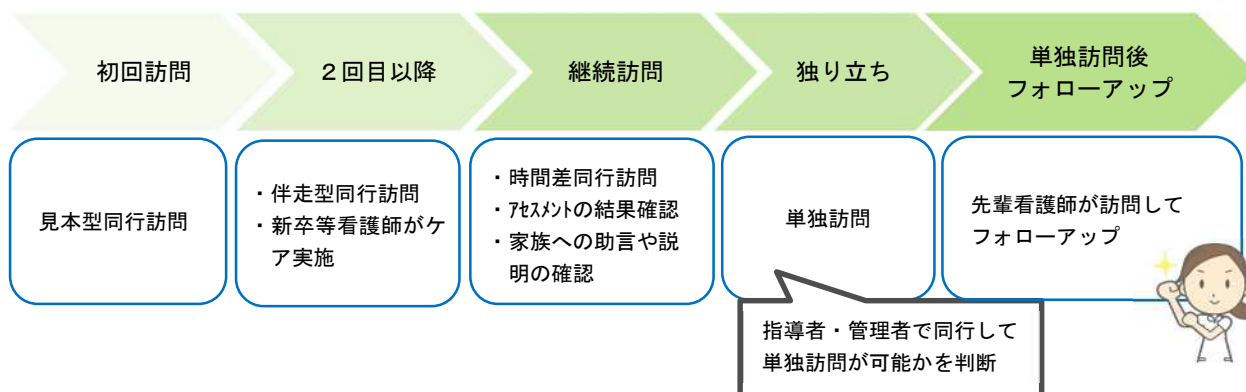 初回訪問
２回目以降
継続訪問
独り立ち
単独訪問後
フォローアップ
見本型同行訪問
・伴走型同行訪問
・新卒等看護師がケ
ア実施
・時間差同行訪問
・ｱｾｽﾒﾝﾄの結果確認
・家族への助言や説
明の確認
単独訪問
先輩看護師が訪問して
フォローアップ
指導者・管理者で同行して
単独訪問が可能かを判断